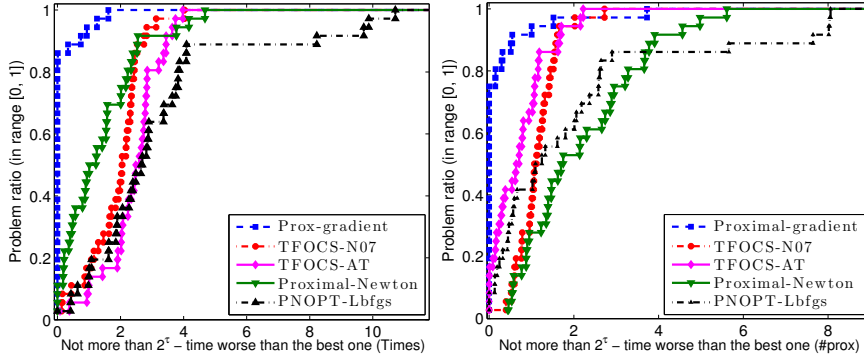 Problem ratio (in range [0, 1])
1
0.8
0.6
0.4
0.2
0
0 2 4 6 8 10
Not more than 2^τ − time worse than the best one (Times)
Prox-gradient
TFOCS-N07
TFOCS-AT
Proximal-Newton
PNOPT-Lbfgs
Problem ratio (in range [0, 1])
1
0.8
0.6
0.4
0.2
0
0 2 4 6 8
Not more than 2^τ − time worse than the best one (#prox)
Proximal-gradient
TFOCS-N07
TFOCS-AT
Proximal-Newton
PNOPT-Lbfgs